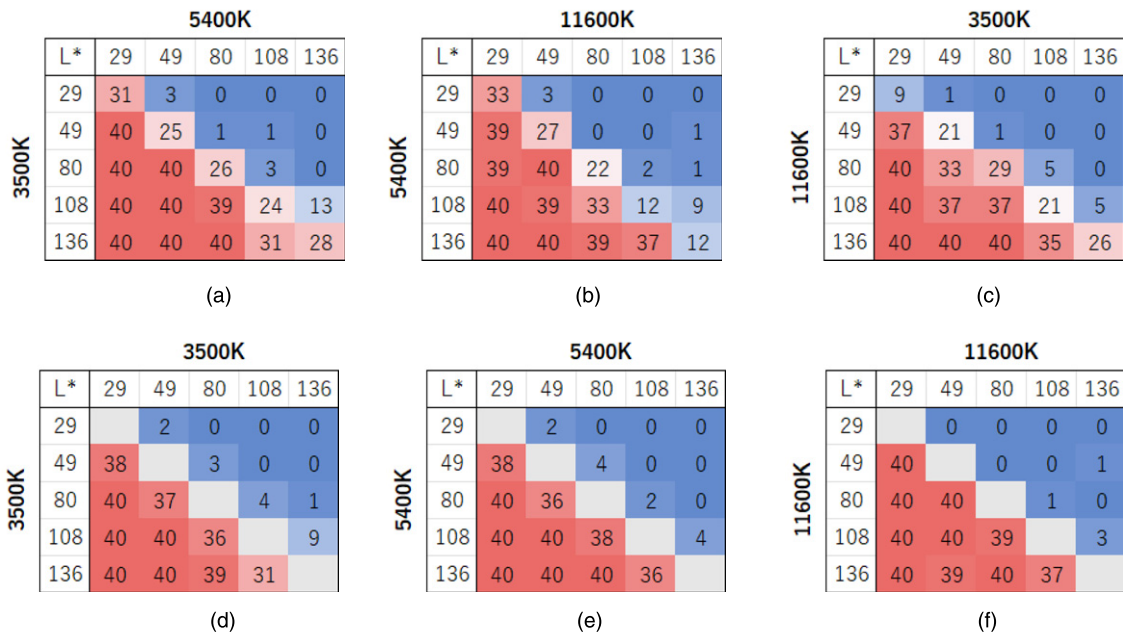 5400K 11600K 3500K
L* 29 49 80 108 136 L* 29 49 80 108 136 L* 29 49 80 108 136
29 31 3 0 0 0 29 33 3 0 0 0 29 9 1 0 0 0
49 40 25 1 1 0 49 39 27 0 0 1 49 37 21 1 0 0
3500K 80 40 40 26 3 0 5400K 80 39 40 22 2 1 11600K 80 40 33 29 5 0
108 40 40 39 24 13 108 40 39 33 12 9 108 40 37 37 21 5
136 40 40 40 31 28 136 40 40 39 37 12 136 40 40 40 35 26
(a) (b) (c)
3500K 5400K 11600K
L* 29 49 80 108 136 L* 29 49 80 108 136 L* 29 49 80 108 136
29 2 0 0 0 29 2 0 0 0 29 0 0 0 0
49 38 3 0 0 49 38 4 0 0 49 40 0 0 1
3500K 80 40 37 4 1 5400K 80 40 36 2 0 11600K 80 40 40 1 0
108 40 40 36 9 108 40 40 38 4 108 40 40 39 3
136 40 40 39 31 136 40 40 40 36 136 40 39 40 37
(d) (e) (f)